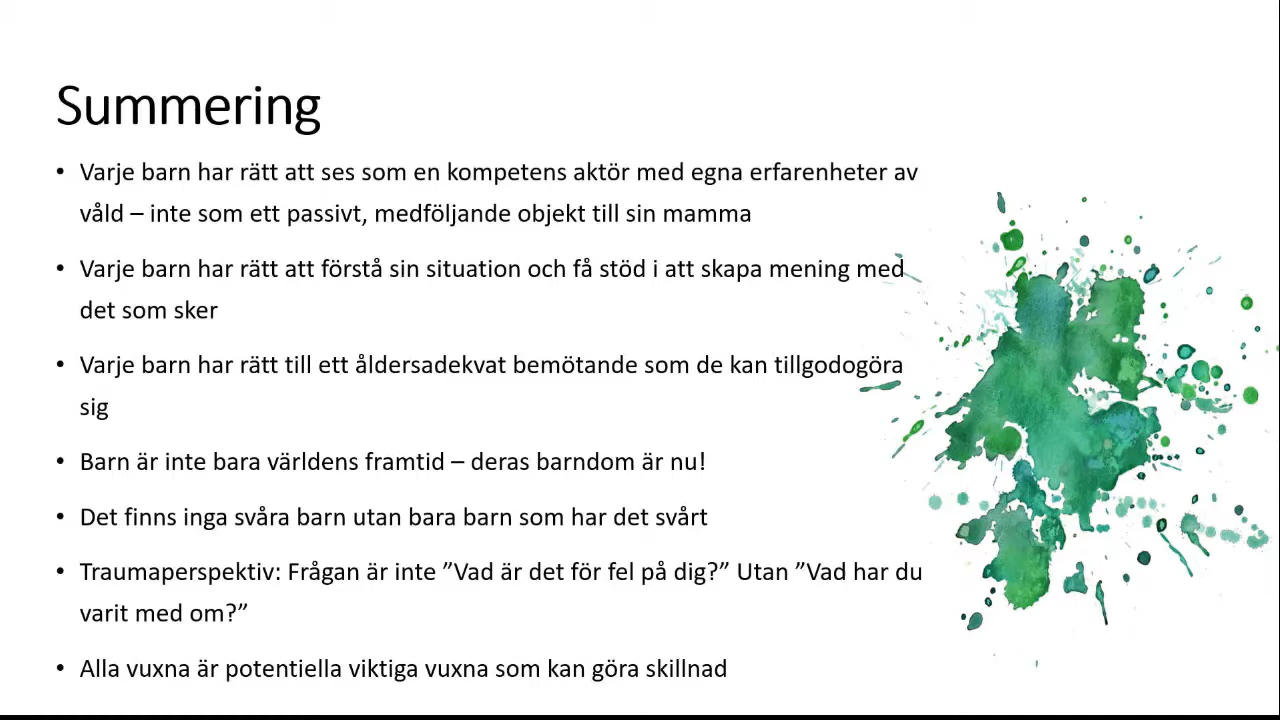 Summering
• Varje barn har rätt att ses som en kompetens aktör med egna erfarenheter av
våld – inte som ett passivt, medföljande objekt till sin mamma
• Varje barn har rätt att förstå sin situation och få stöd i att skapa mening med
det som sker
• Varje barn har rätt till ett åldersadekvat bemötande som de kan tillgodogöra
sig
• Barn är inte bara världens framtid – deras barndom är nu!
• Det finns inga svåra barn utan bara barn som har det svårt
• Traumaperspektiv: Frågan är inte ”Vad är det för fel på dig?” Utan ”Vad har du
varit med om?”
• Alla vuxna är potentiella viktiga vuxna som kan göra skillnad